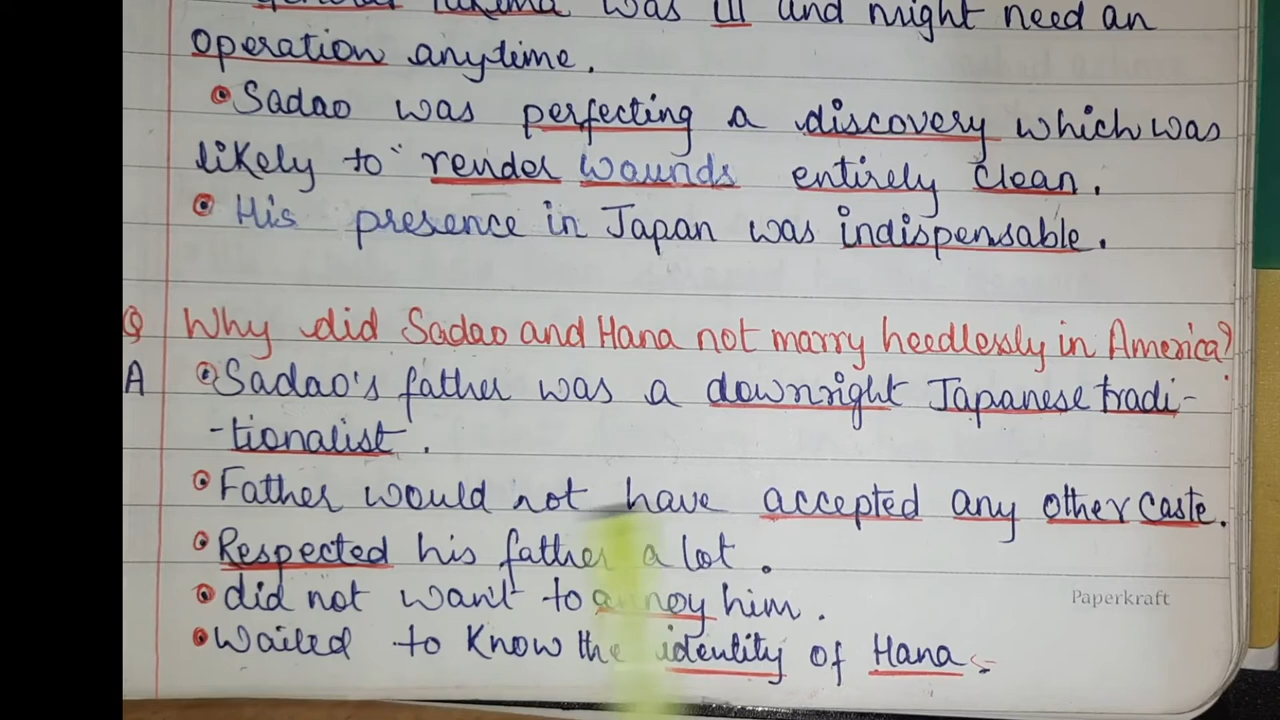 General Takima was ill and might need an
operation anytime.
Sadao was perfecting a discovery which was
likely to render wounds entirely clean.
His presence in Japan was indispensable.
Q Why did Sadao and Hana not marry heedlessly in America?
A Sadao's father was a downright Japanese tradi-
-tionalist.
Father would not have accepted any other caste.
Respected his father a lot.
did not want to annoy him.
Waited to know the identity of Hana
Paperkraft